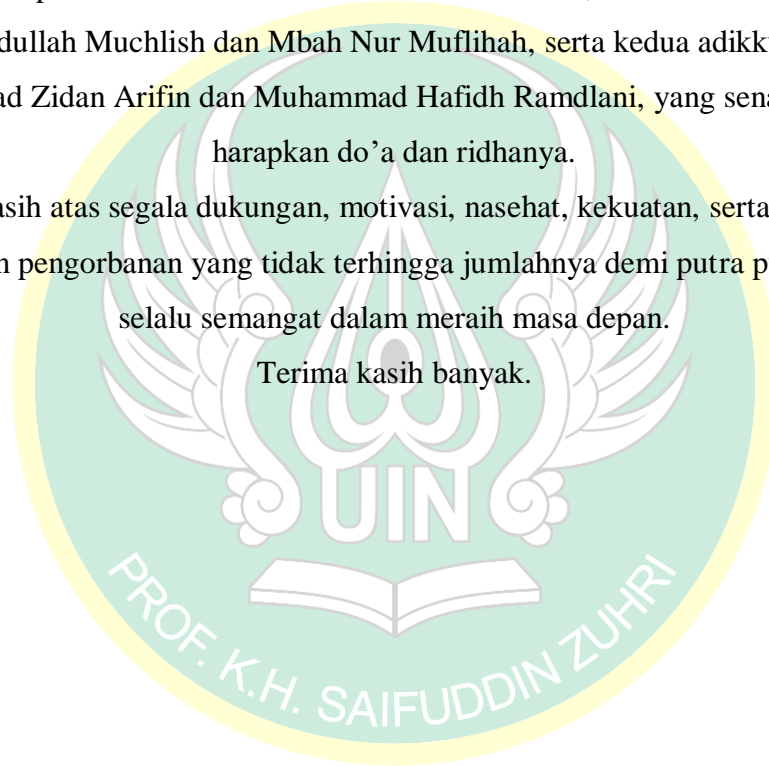 dullah Muchlish dan Mbah Nur Muflihah, serta kedua adikk
ad Zidan Arifin dan Muhammad Hafidh Ramdlani, yang sena
harapkan do’a dan ridhanya.
asih atas segala dukungan, motivasi, nasehat, kekuatan, serta
n pengorbanan yang tidak terhingga jumlahnya demi putra p
selalu semangat dalam meraih masa depan.
Terima kasih banyak.
UIN
PROF. K.H. SAIFUDDIN ZUHRI